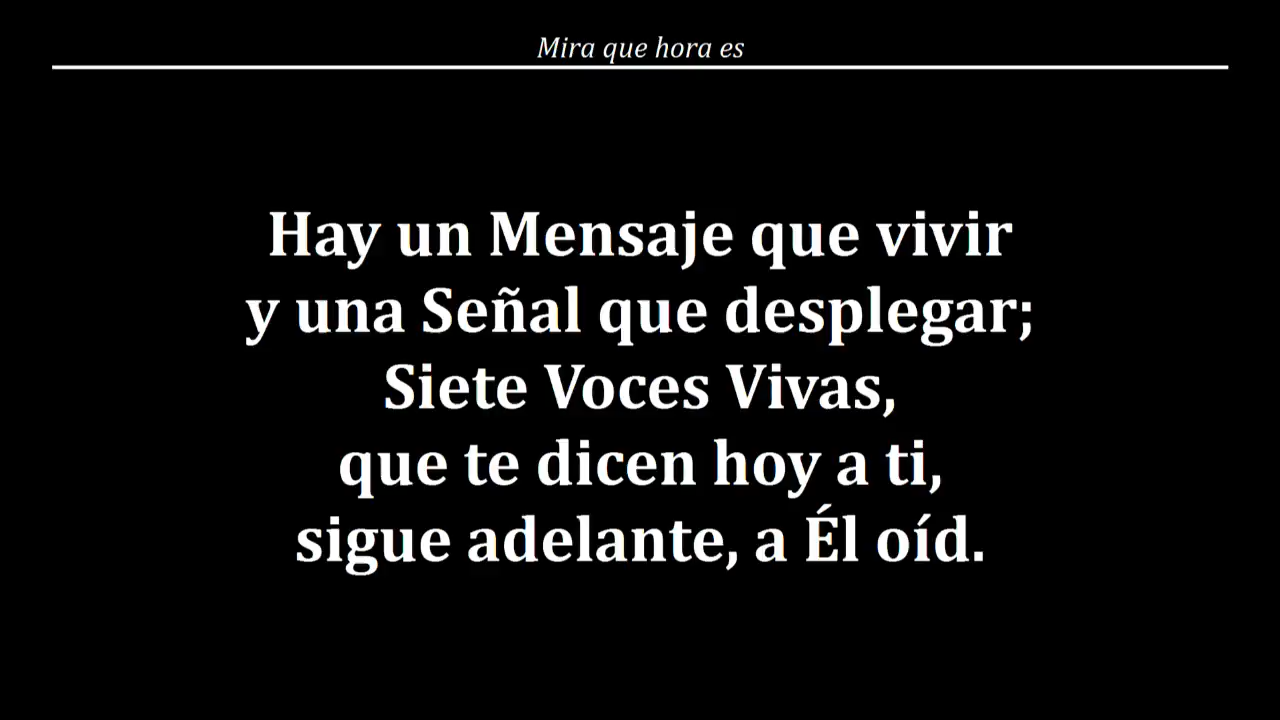 Mira que hora es
Hay un Mensaje que vivir
y una Señal que desplegar;
Siete Voces Vivas,
que te dicen hoy a ti,
sigue adelante, a Él oíd.